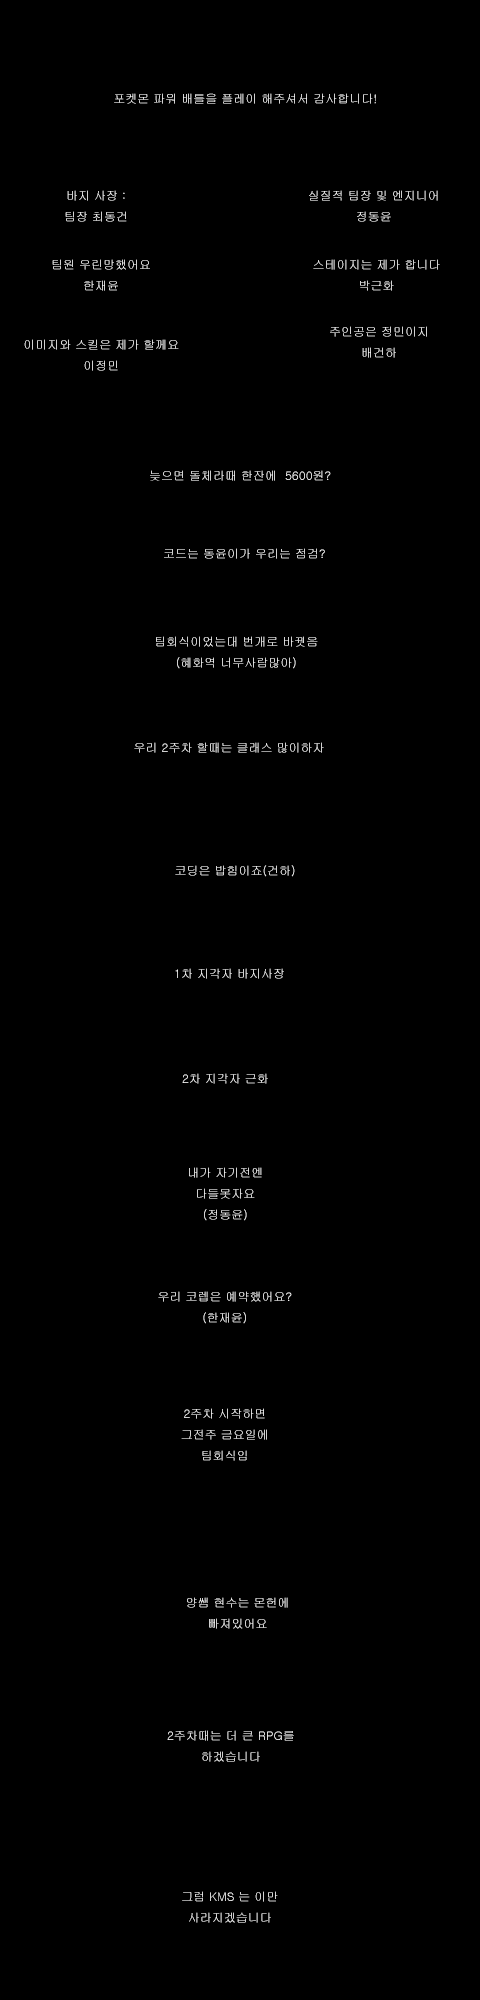 포켓몬 파워 배틀을 플레이 해주셔서 감사합니다!
바지 사장 :
팀장 최동건
실질적 팀장 및 엔지니어
정동윤
팀원 우린망했어요
한재윤
스테이지는 제가 합니다
박근화
이미지와 스킬은 제가 할께요
이정민
주인공은 정민이지
배건하
늦으면 돌체라때 한잔에 5600원?
코드는 동윤이가 우리는 점검?
팀회식이었는대 번개로 바꼇음
(혜화역 너무사람많아)
우리 2주차 할때는 클래스 많이하자
코딩은 밥힘이죠(건하)
1차 지각자 바지사장
2차 지각자 근화
내가 자기전엔
다들못자요
(정동윤)
우리 코렙은 예약했어요?
(한재윤)
2주차 시작하면
그전주 금요일에
팀회식임
양쌤 현수는 몬헌에
빠져있어요
2주차때는 더 큰 RPG를
하겠습니다
그럼 KMS 는 이만
사라지겠습니다